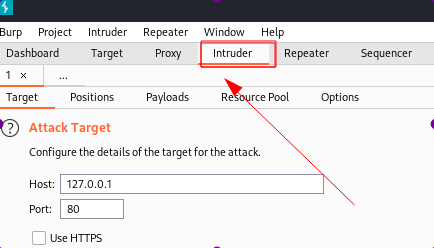 Burp Project Intruder Repeater Window Help
Dashboard Target Proxy Intruder Repeater Sequencer
1 × ...
Target Positions Payloads Resource Pool Options
? Attack Target
Configure the details of the target for the attack.
Host: 127.0.0.1
Port: 80
Use HTTPS